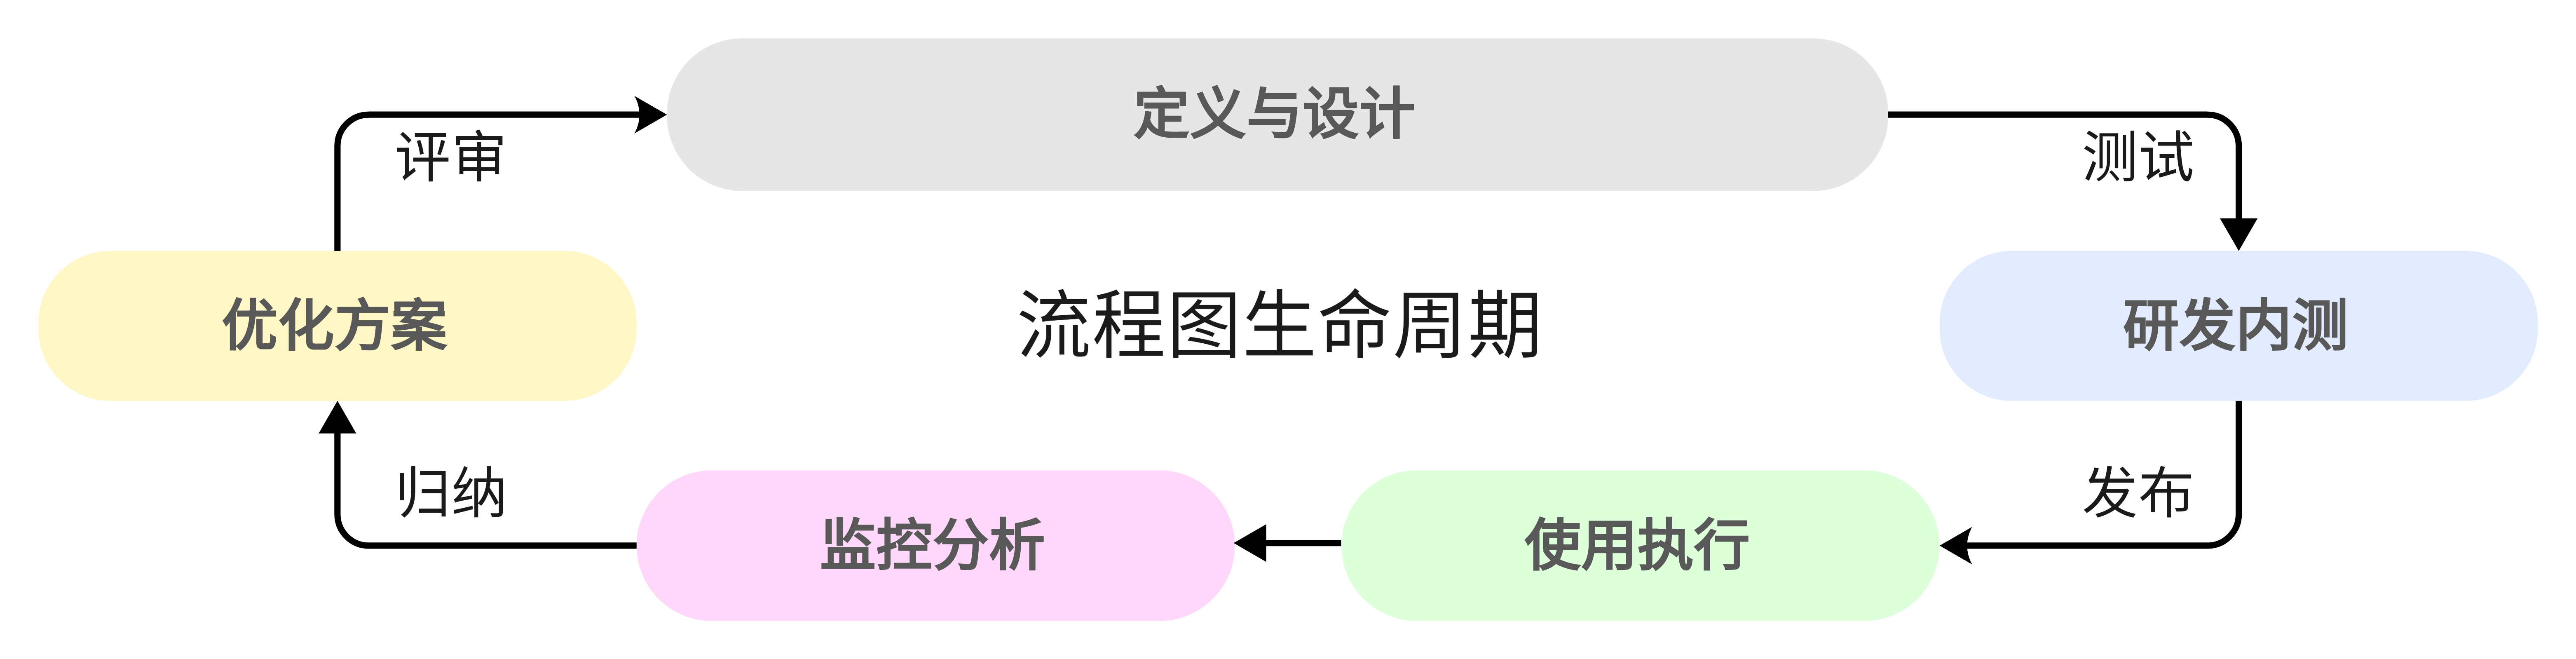 定义与设计
评审
测试
优化方案
流程图生命周期
研发内测
归纳
发布
监控分析
使用执行